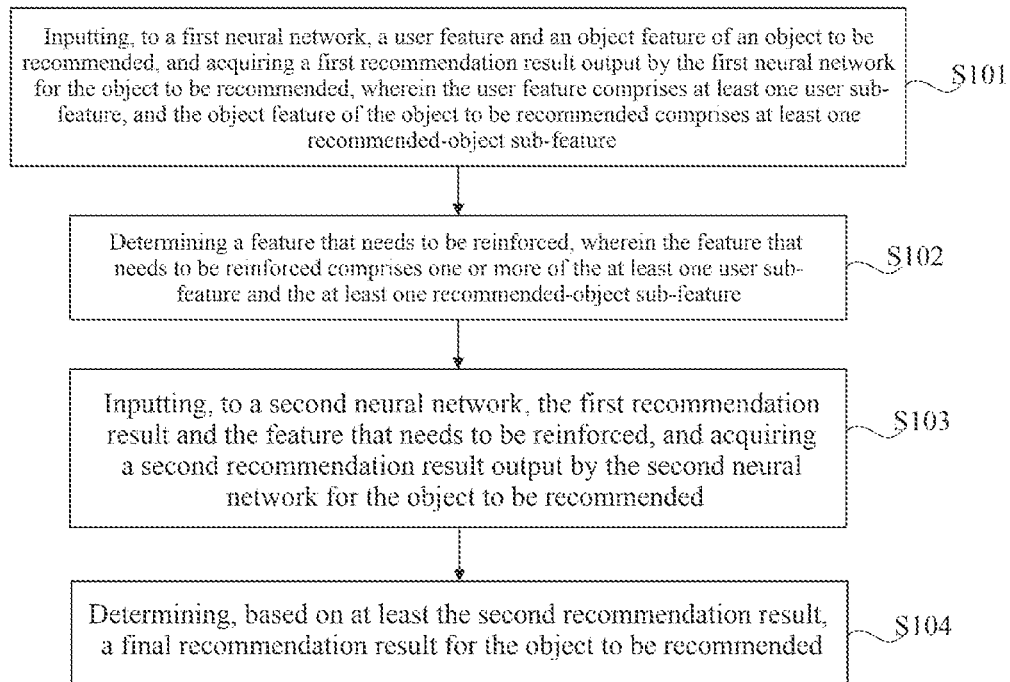 Inputting, to a first neural network, a user feature and an object feature of an object to be
recommended, and acquiring a first recommendation result output by the first neural network
for the object to be recommended, wherein the user feature comprises at least one user sub-
feature, and the object feature of the object to be recommended comprises at least one
recommended-object sub-feature
S101
Determining a feature that needs to be reinforced, wherein the feature that
needs to be reinforced comprises one or more of the at least one user sub-
feature and the at least one recommended-object sub-feature
S102
Inputting, to a second neural network, the first recommendation
result and the feature that needs to be reinforced, and acquiring
a second recommendation result output by the second neural
network for the object to be recommended
S103
Determining, based on at least the second recommendation result,
a final recommendation result for the object to be recommended
S104